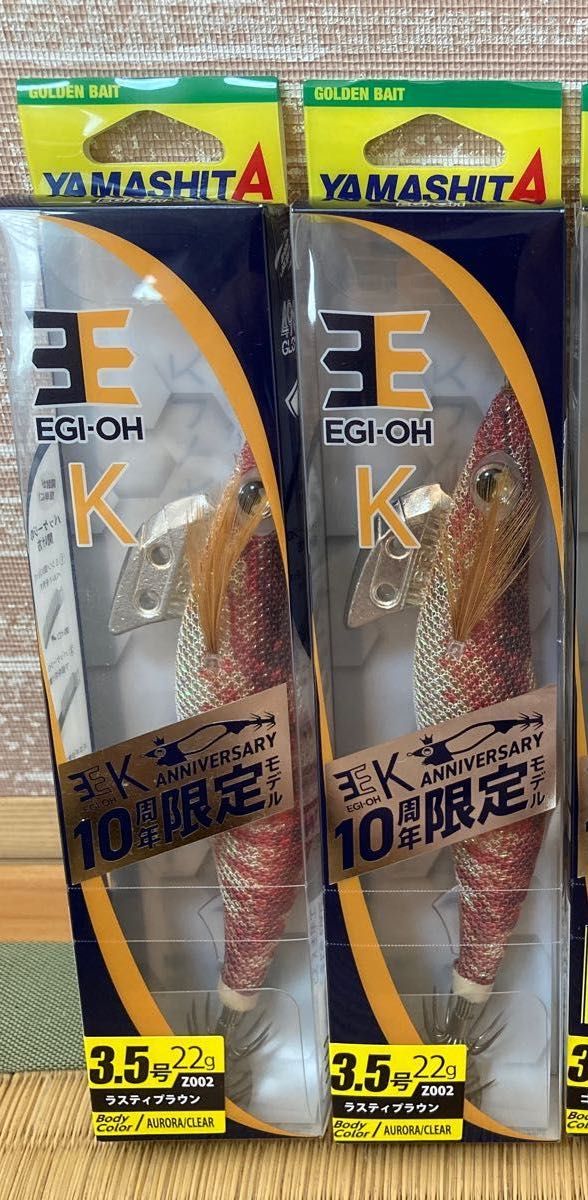 GOLDEN BAIT
YAMASHITA
EGI-OH
K
EGI-OH K ANNIVERSARY
10周年限定モデル
3.5号 22g
Z002
ラスティブラウン
Body Color / AURORA/CLEAR
GOLDEN BAIT
YAMASHITA
EGI-OH
K
EGI-OH K ANNIVERSARY
10周年限定モデル
3.5号 22g
Z002
ラスティブラウン
Body Color / AURORA/CLEAR